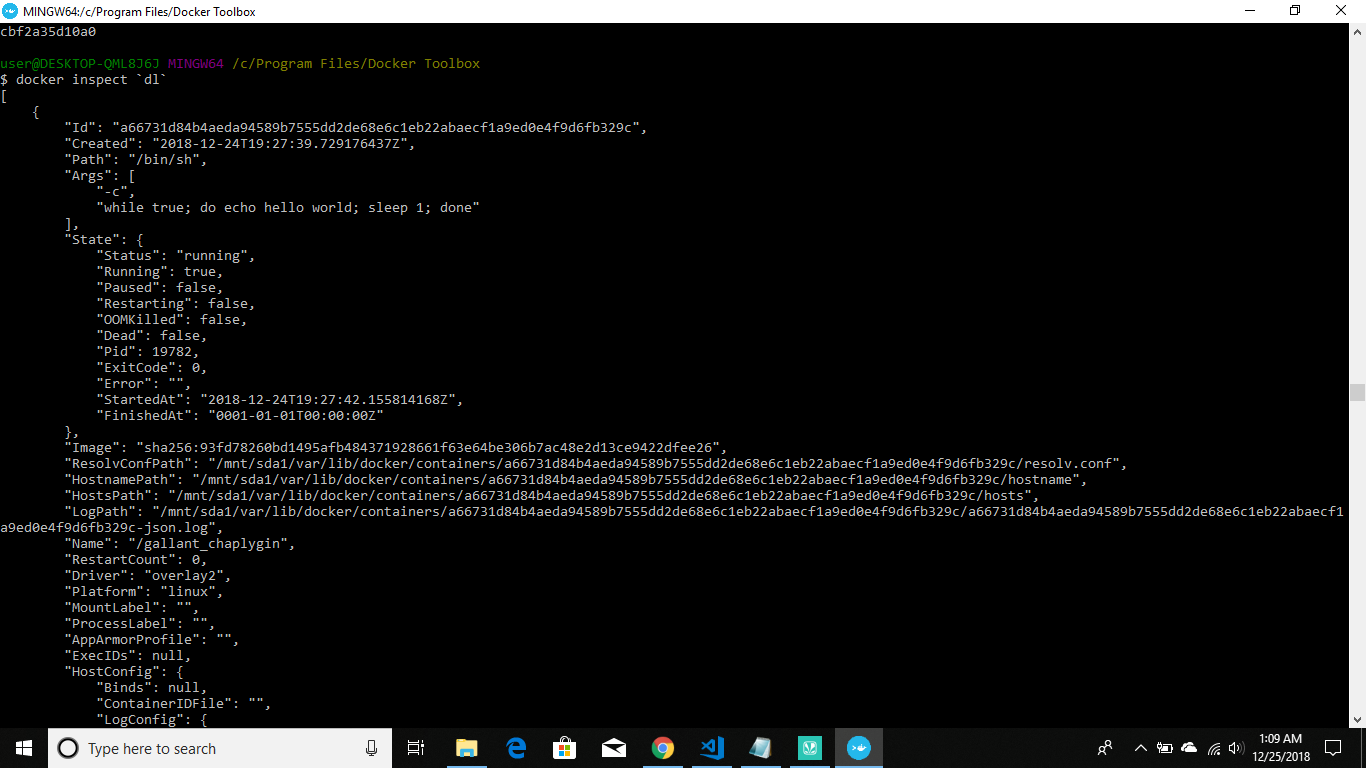 MINGW64:/c/Program Files/Docker Toolbox
cbf2a35d10a0
user@DESKTOP-QML8J6J MINGW64 /c/Program Files/Docker Toolbox
$ docker inspect `dl`
[
    {
        "Id": "a66731d84b4aeda94589b7555dd2de68e6c1eb22abaecf1a9ed0e4f9d6fb329c",
        "Created": "2018-12-24T19:27:39.729176437Z",
        "Path": "/bin/sh",
        "Args": [
            "-c",
            "while true; do echo hello world; sleep 1; done"
        ],
        "State": {
            "Status": "running",
            "Running": true,
            "Paused": false,
            "Restarting": false,
            "OOMKilled": false,
            "Dead": false,
            "Pid": 19782,
            "ExitCode": 0,
            "Error": "",
            "StartedAt": "2018-12-24T19:27:42.155814168Z",
            "FinishedAt": "0001-01-01T00:00:00Z"
        },
        "Image": "sha256:93fd78260bd1495afb484371928661f63e64be306b7ac48e2d13ce9422dfee26",
        "ResolvConfPath": "/mnt/sda1/var/lib/docker/containers/a66731d84b4aeda94589b7555dd2de68e6c1eb22abaecf1a9ed0e4f9d6fb329c/resolv.conf",
        "HostnamePath": "/mnt/sda1/var/lib/docker/containers/a66731d84b4aeda94589b7555dd2de68e6c1eb22abaecf1a9ed0e4f9d6fb329c/hostname",
        "HostsPath": "/mnt/sda1/var/lib/docker/containers/a66731d84b4aeda94589b7555dd2de68e6c1eb22abaecf1a9ed0e4f9d6fb329c/hosts",
        "LogPath": "/mnt/sda1/var/lib/docker/containers/a66731d84b4aeda94589b7555dd2de68e6c1eb22abaecf1a9ed0e4f9d6fb329c/a66731d84b4aeda94589b7555dd2de68e6c1eb22abaecf1
a9ed0e4f9d6fb329c-json.log",
        "Name": "/gallant_chaplygin",
        "RestartCount": 0,
        "Driver": "overlay2",
        "Platform": "linux",
        "MountLabel": "",
        "ProcessLabel": "",
        "AppArmorProfile": "",
        "ExecIDs": null,
        "HostConfig": {
            "Binds": null,
            "ContainerIDFile": "",
            "LogConfig": {
Type here to search
1:09 AM
12/25/2018